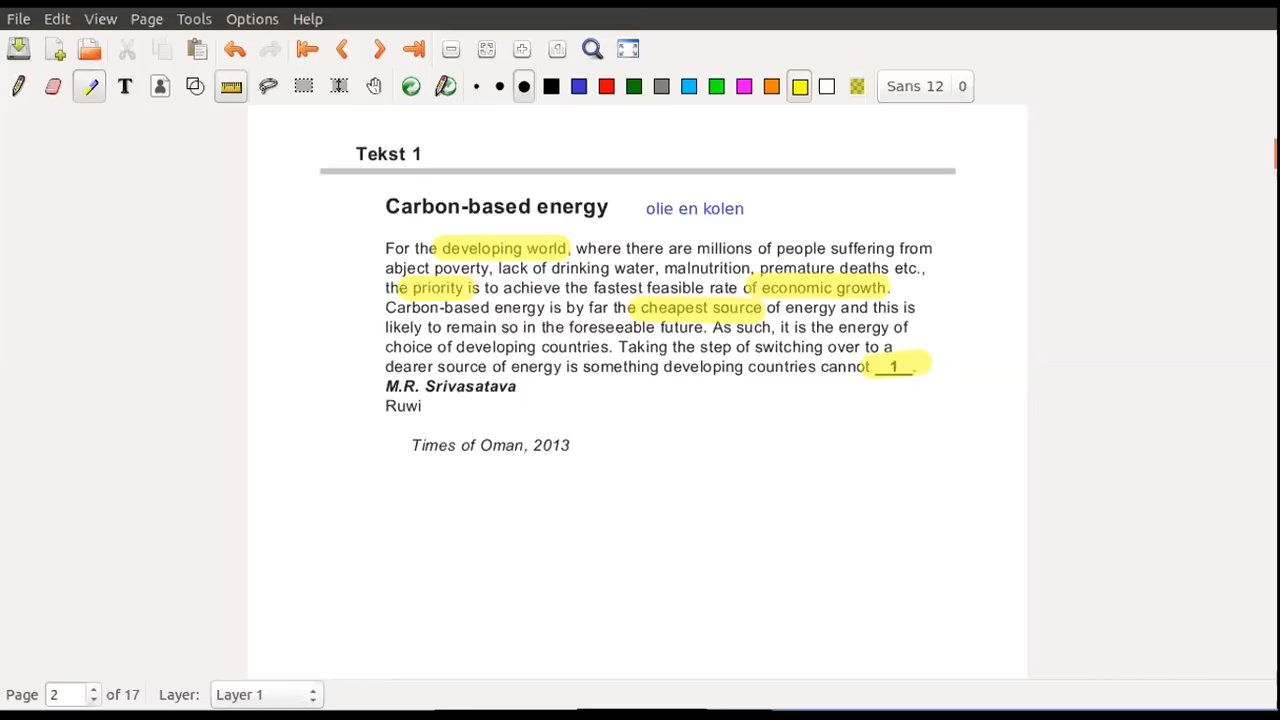 File Edit View Page Tools Options Help
T
Sans 12 0
Tekst 1
Carbon-based energy olie en kolen
For the developing world, where there are millions of people suffering from
abject poverty, lack of drinking water, malnutrition, premature deaths etc.,
the priority is to achieve the fastest feasible rate of economic growth.
Carbon-based energy is by far the cheapest source of energy and this is
likely to remain so in the foreseeable future. As such, it is the energy of
choice of developing countries. Taking the step of switching over to a
dearer source of energy is something developing countries cannot 1 .
M.R. Srivasatava
Ruwi
Times of Oman, 2013
Page 2 of 17 Layer: Layer 1